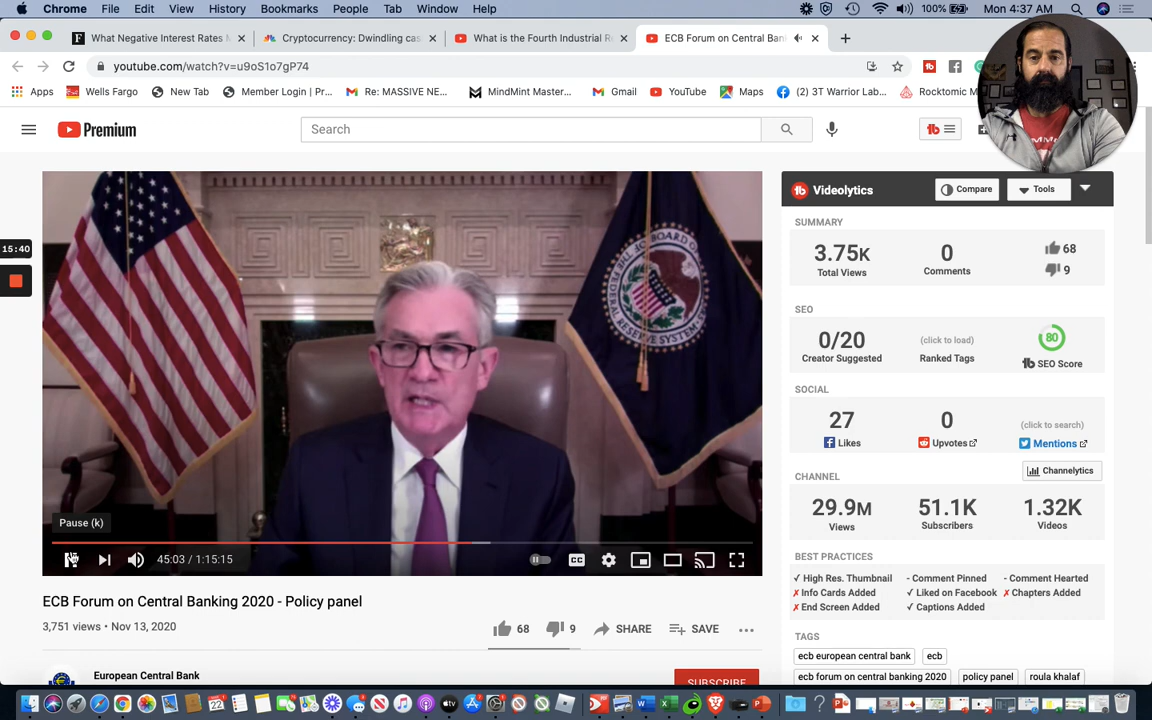 Chrome File Edit View History Bookmarks People Tab Window Help 100% Mon 4:37 AM
What Negative Interest Rates M
Cryptocurrency: Dwindling cas
What is the Fourth Industrial R
ECB Forum on Central Ban
youtube.com/watch?v=u9oS1o7gP74
Apps Wells Fargo New Tab Member Login | Pr... Re: MASSIVE NE... MindMint Master... Gmail YouTube Maps (2) 3T Warrior Lab... Rocktomic M
Premium
Search
Videolytics Compare Tools
SUMMARY
3.75K 0 68
Total Views Comments 9
15:40
SEO
0/20 (click to load) 80
Creator Suggested Ranked Tags SEO Score
SOCIAL
27 0 (click to search)
Likes Upvotes Mentions
CHANNEL Channelytics
29.9M 51.1K 1.32K
Views Subscribers Videos
BEST PRACTICES
✓ High Res. Thumbnail - Comment Pinned - Comment Hearted
✗ Info Cards Added ✓ Liked on Facebook ✗ Chapters Added
✗ End Screen Added ✓ Captions Added
TAGS
ecb european central bank ecb
ecb forum on central banking 2020 policy panel roula khalaf
BOARD OF
FEDERAL RESERVE SYSTEM
Pause (k)
45:03 / 1:15:15 CC
ECB Forum on Central Banking 2020 - Policy panel
3,751 views • Nov 13, 2020 68 9 SHARE SAVE
European Central Bank
SUBSCRIBE